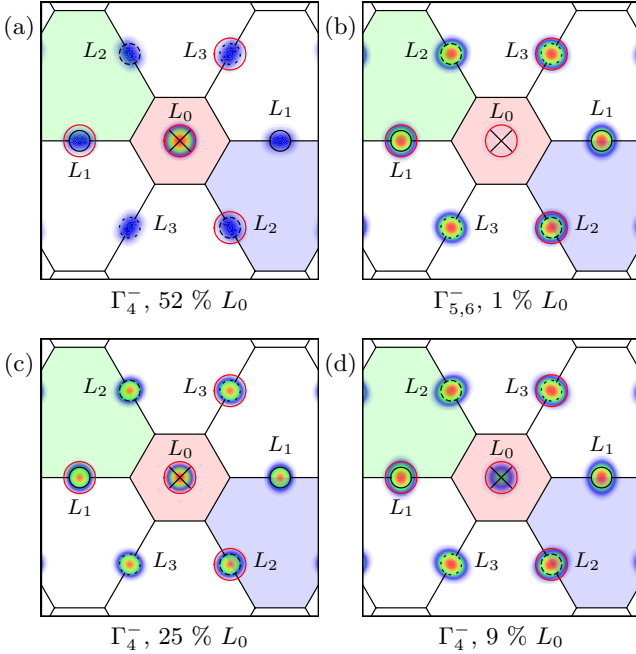 (a)
L₂
L₃
L₀
L₁
L₁
L₃
L₂
Γ₄⁻, 52 % L₀
(b)
L₂
L₃
L₀
L₁
L₁
L₃
L₂
Γ₅,₆⁻, 1 % L₀
(c)
L₂
L₃
L₀
L₁
L₁
L₃
L₂
Γ₄⁻, 25 % L₀
(d)
L₂
L₃
L₀
L₁
L₁
L₃
L₂
Γ₄⁻, 9 % L₀